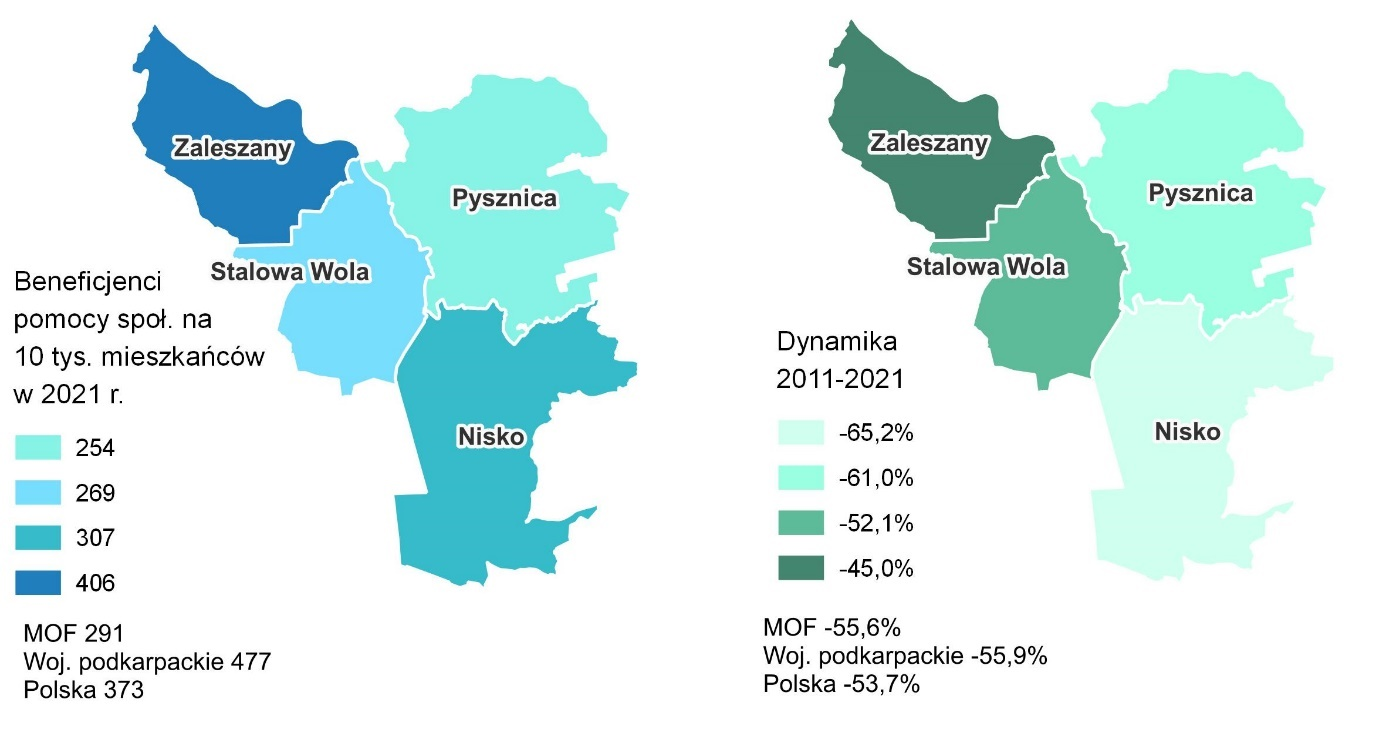 Zaleszany
Pysznica
Stalowa Wola
Nisko
Beneficjenci
pomocy społ. na
10 tys. mieszkańców
w 2021 r.
254
269
307
406
MOF 291
Woj. podkarpackie 477
Polska 373
Zaleszany
Pysznica
Stalowa Wola
Nisko
Dynamika
2011-2021
-65,2%
-61,0%
-52,1%
-45,0%
MOF -55,6%
Woj. podkarpackie -55,9%
Polska -53,7%